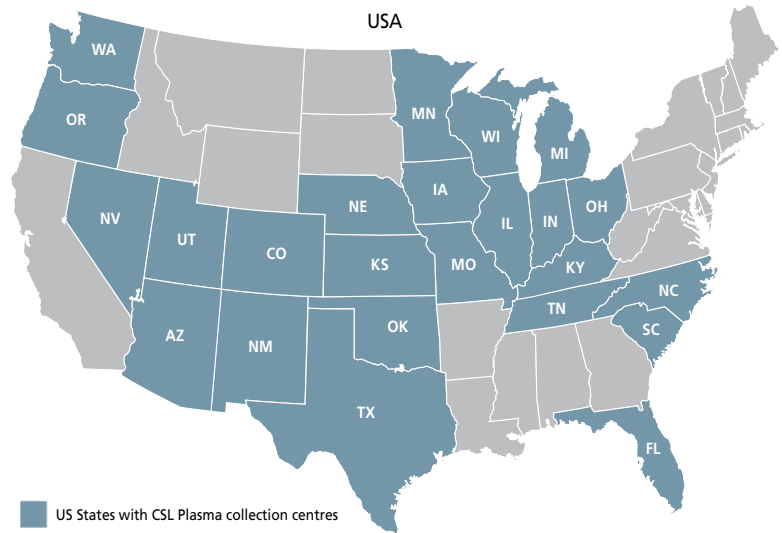 USA
WA
OR
MN
WI
MI
IA
NE
NV
UT
CO
IL
IN
OH
KS
MO
KY
NC
TN
SC
AZ
NM
OK
TX
FL
US States with CSL Plasma collection centres